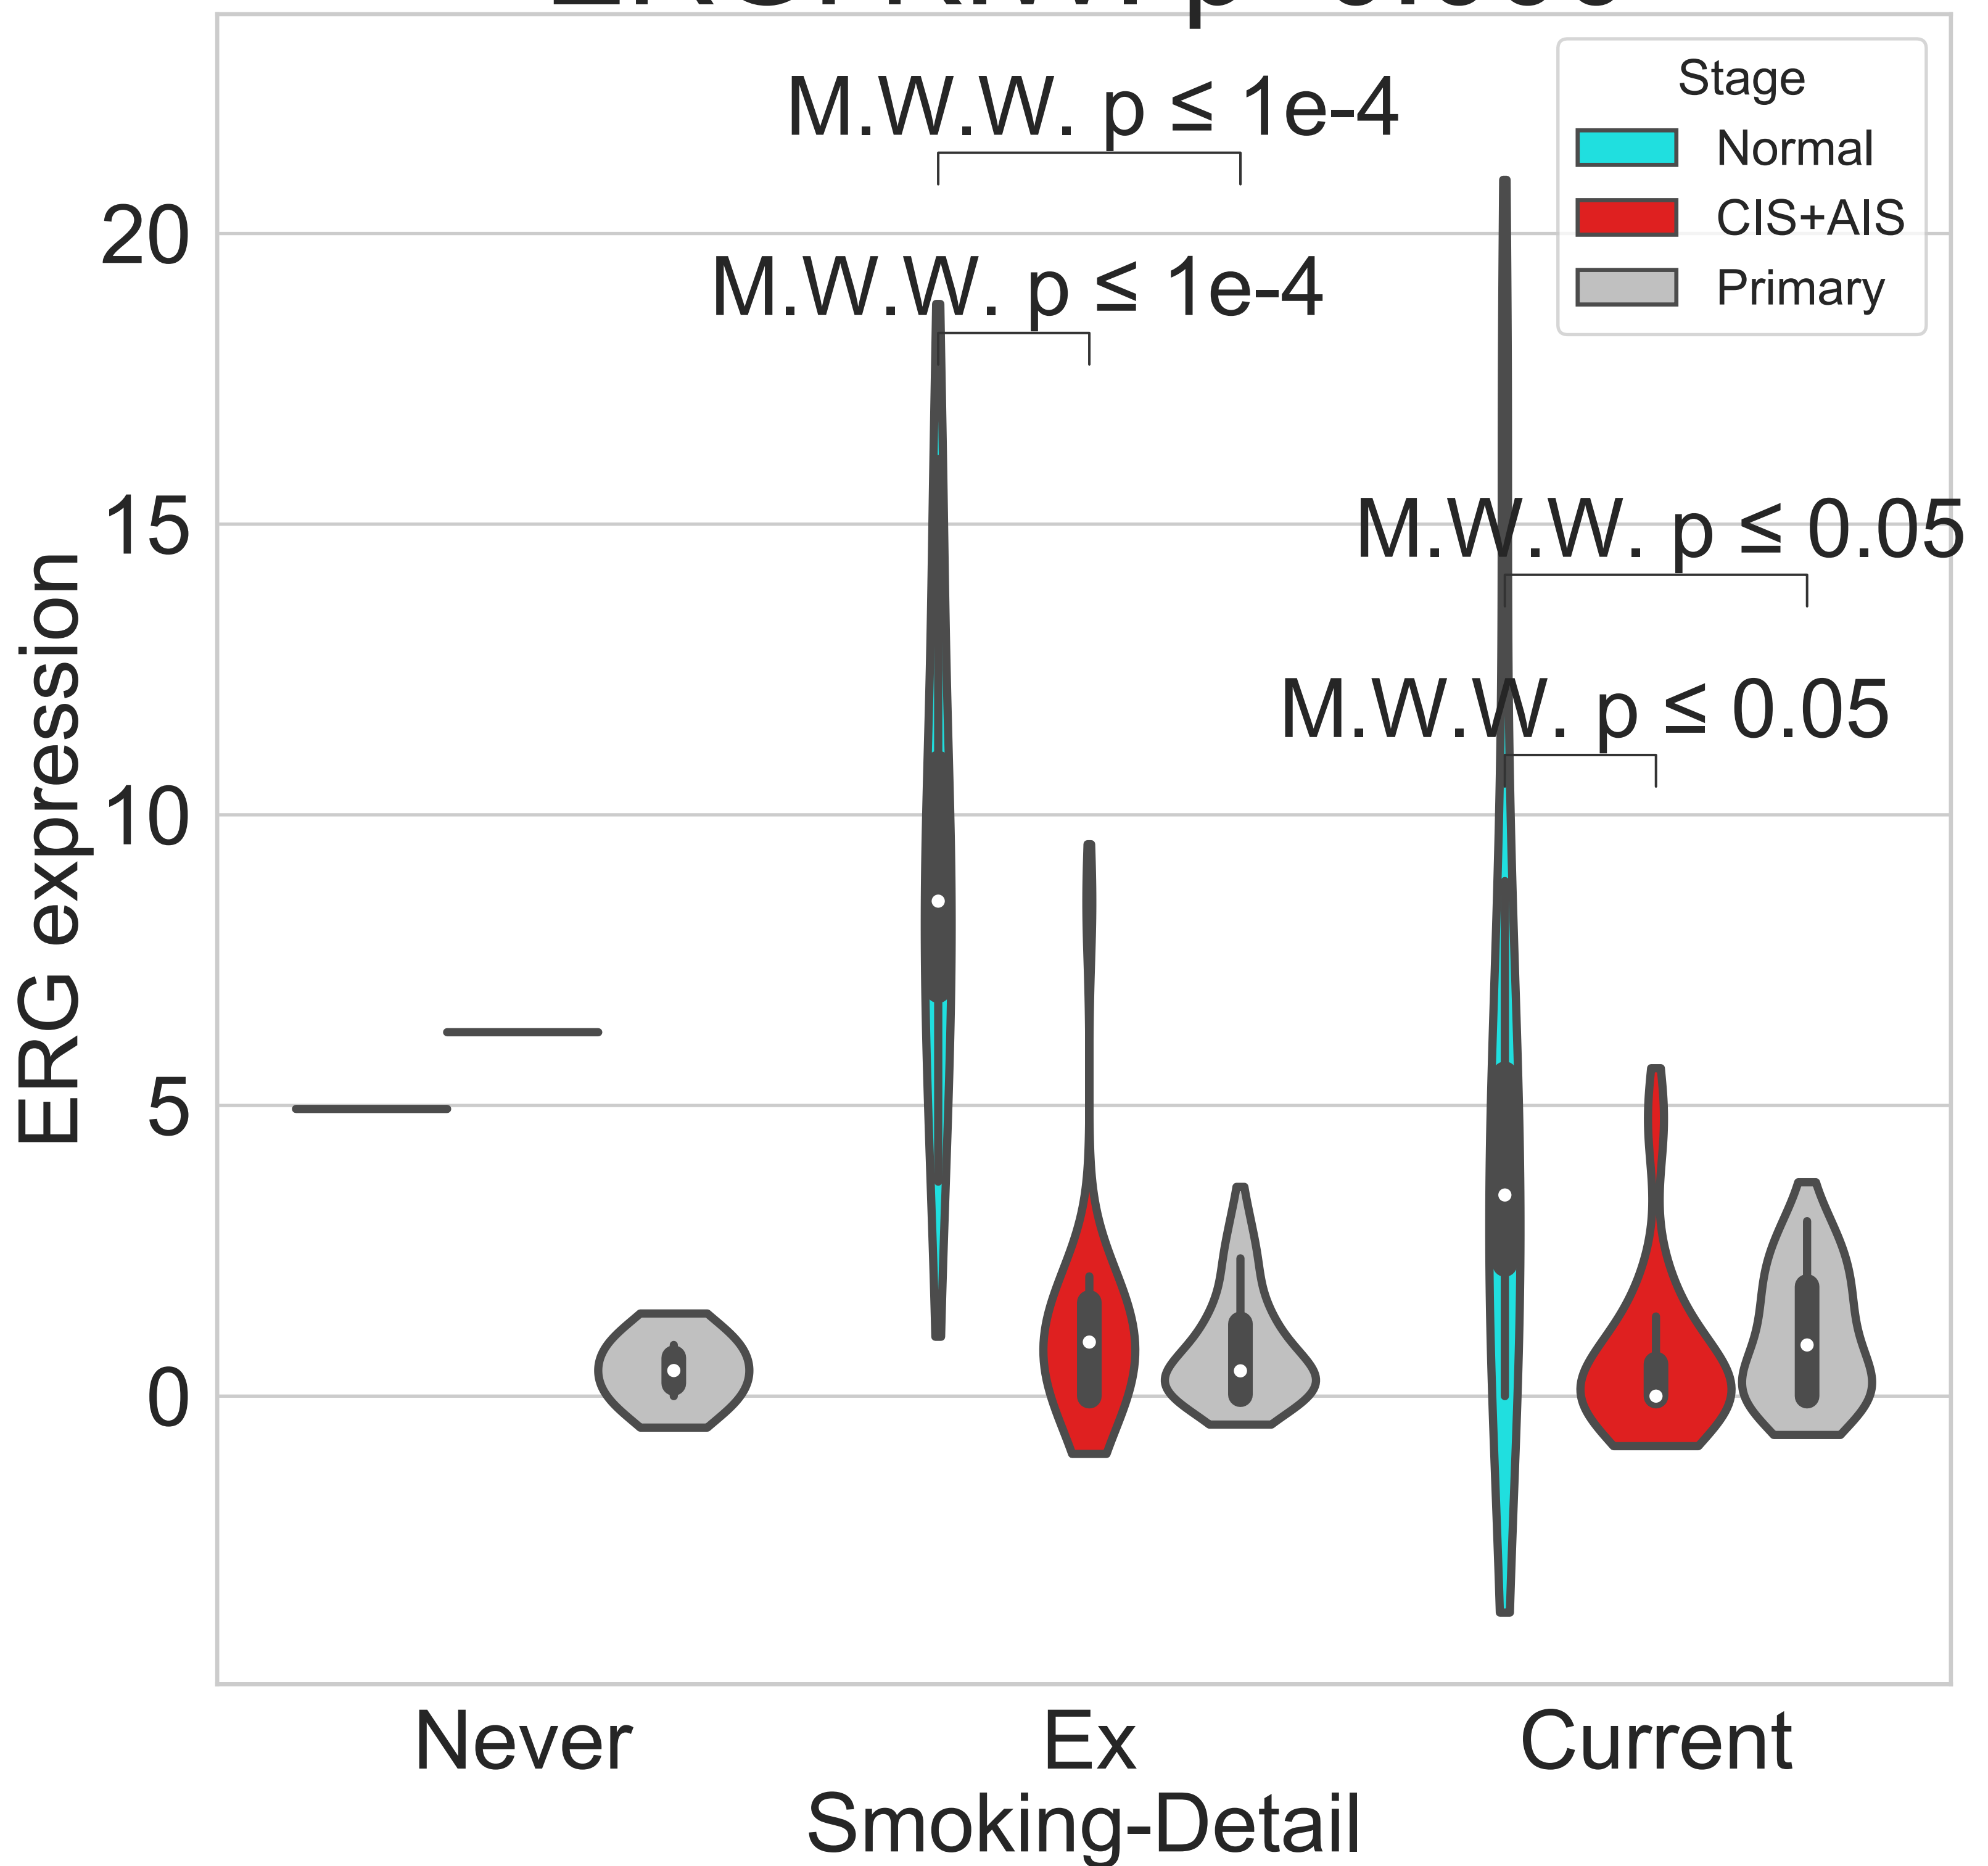 M.W.W. p ≤ 1e-4
Stage
Normal
CIS+AIS
Primary
M.W.W. p ≤ 1e-4
M.W.W. p ≤ 0.05
M.W.W. p ≤ 0.05
20
15
10
5
0
ERG expression
Never
Ex
Current
Smoking-Detail